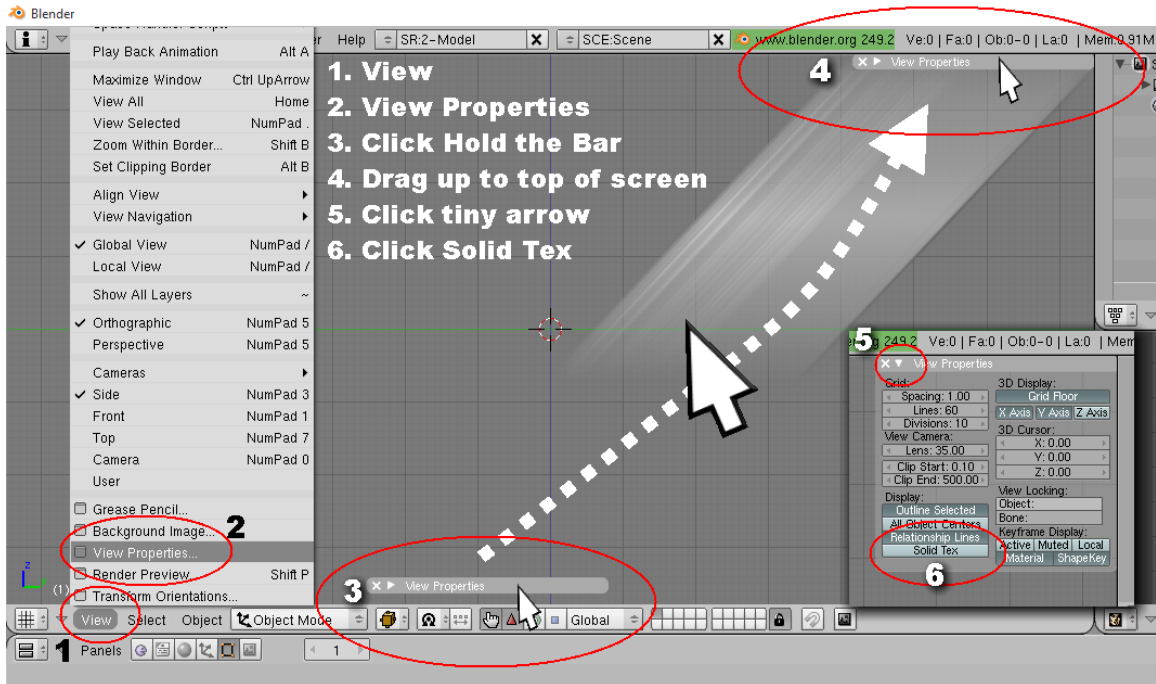 Blender
Help SR:2-Model X SCE:Scene X www.blender.org 249.2 Ve:0 | Fa:0 | Ob:0-0 | La:0 | Mem:0.91M
Play Back Animation Alt A
Maximize Window Ctrl UpArrow
View All Home
View Selected NumPad .
Zoom Within Border... Shift B
Set Clipping Border Alt B
Align View
View Navigation
Global View NumPad /
Local View NumPad /
Show All Layers ~
Orthographic NumPad 5
Perspective NumPad 5
Cameras
Side NumPad 3
Front NumPad 1
Top NumPad 7
Camera NumPad 0
User
Grease Pencil...
Background Image...
View Properties...
Render Preview... Shift P
Transform Orientations...
1. View
2. View Properties
3. Click Hold the Bar
4. Drag up to top of screen
5. Click tiny arrow
6. Click Solid Tex
4
View Properties
5
249.2 Ve:0 | Fa:0 | Ob:0-0 | La:0 | Mem
View Properties
Grid:
Spacing: 1.00
Lines: 60
Divisions: 10
View Camera:
Lens: 35.00
Clip Start: 0.10
Clip End: 500.00
Display:
Outline Selected
All Object Centers
Relationship Lines
Solid Tex
3D Display:
Grid Floor
X Axis Y Axis Z Axis
3D Cursor:
X: 0.00
Y: 0.00
Z: 0.00
View Locking:
Object:
Bone:
Keyframe Display:
Active Muted Local
Material ShapeKey
6
2
3
View Properties
z
(1)
View Select Object Object Mode Global
1
Panels 1